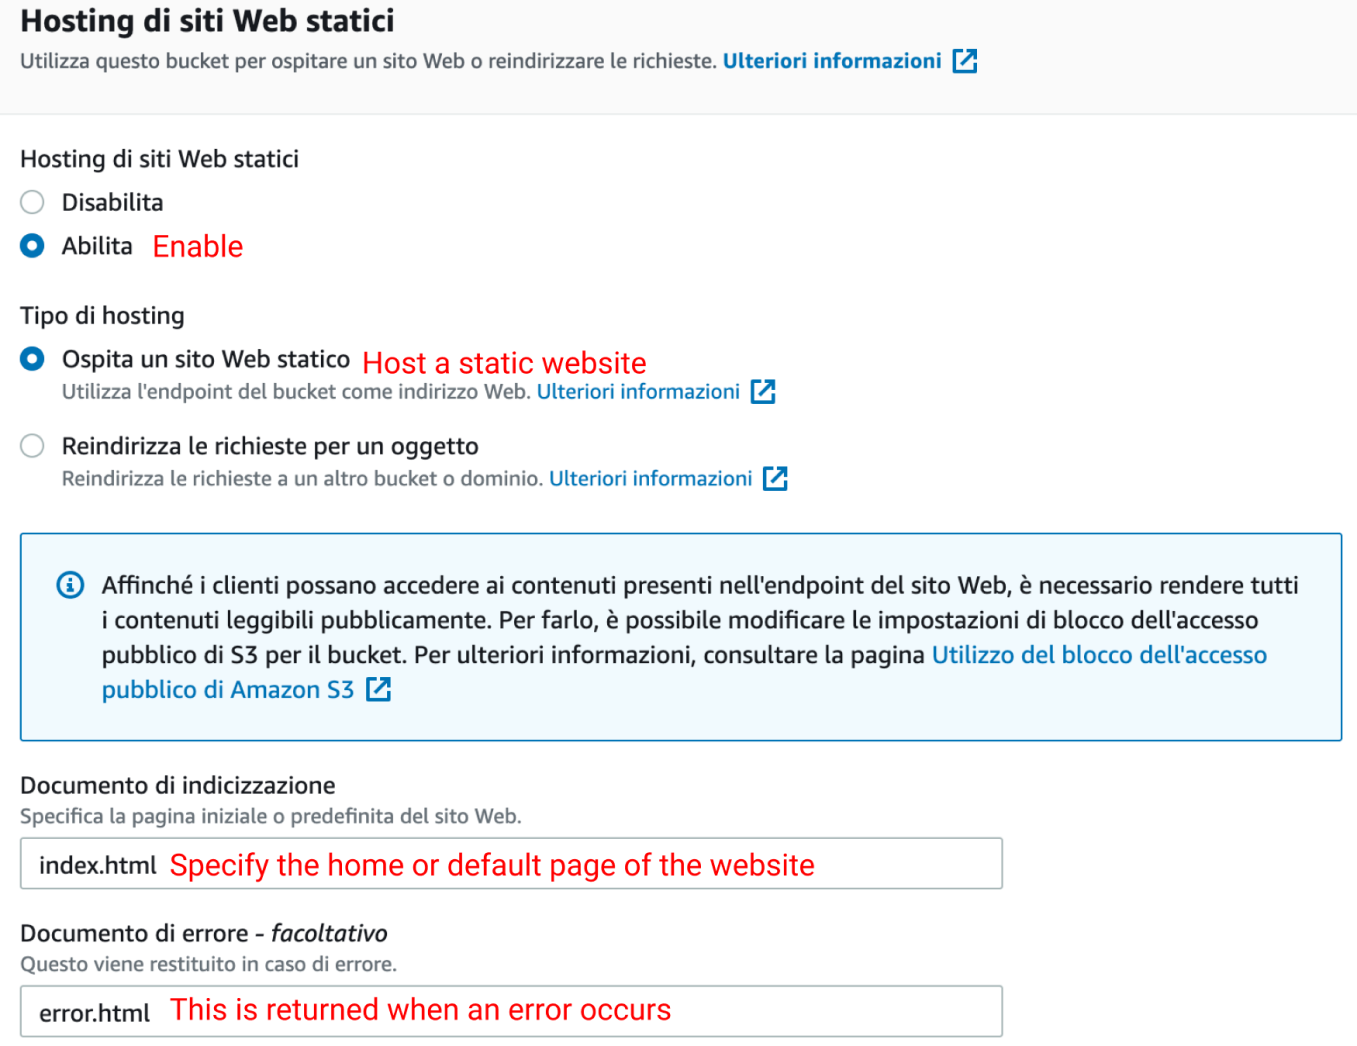 Hosting di siti Web statici
Utilizza questo bucket per ospitare un sito Web o reindirizzare le richieste. Ulteriori informazioni
Hosting di siti Web statici
Disabilita
Abilita Enable
Tipo di hosting
Ospita un sito Web statico Host a static website
Utilizza l'endpoint del bucket come indirizzo Web. Ulteriori informazioni
Reindirizza le richieste per un oggetto
Reindirizza le richieste a un altro bucket o dominio. Ulteriori informazioni
Affinché i clienti possano accedere ai contenuti presenti nell'endpoint del sito Web, è necessario rendere tutti
i contenuti leggibili pubblicamente. Per farlo, è possibile modificare le impostazioni di blocco dell'accesso
pubblico di S3 per il bucket. Per ulteriori informazioni, consultare la pagina Utilizzo del blocco dell'accesso
pubblico di Amazon S3
Documento di indicizzazione
Specifica la pagina iniziale o predefinita del sito Web.
index.html Specify the home or default page of the website
Documento di errore - facoltativo
Questo viene restituito in caso di errore.
error.html This is returned when an error occurs